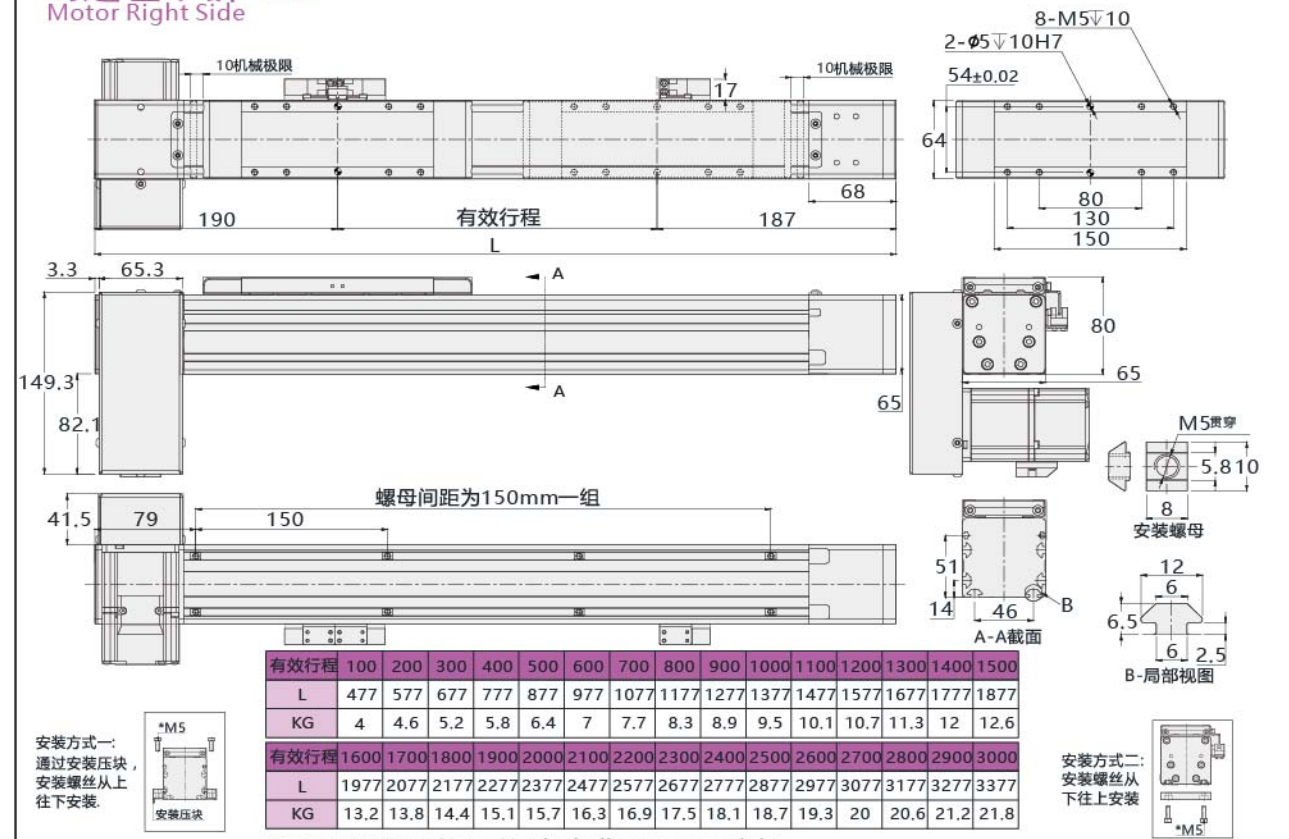 Motor Right Side
8-M5↧10
2-ø5↧10H7
10机械极限
10机械极限
54±0.02
17
64
68
80
190
有效行程
187
130
L
150
3.3
65.3
A
80
149.3
65
A
65
82.1
M5贯穿
5.8
10
8
安装螺母
螺母间距为150mm一组
41.5
79
150
12
51
6
B
14
46
6.5
A-A截面
6
2.5
B-局部视图
有效行程 100 200 300 400 500 600 700 800 900 1000 1100 1200 1300 1400 1500
L 477 577 677 777 877 977 1077 1177 1277 1377 1477 1577 1677 1777 1877
KG 4 4.6 5.2 5.8 6.4 7 7.7 8.3 8.9 9.5 10.1 10.7 11.3 12 12.6
有效行程 1600 1700 1800 1900 2000 2100 2200 2300 2400 2500 2600 2700 2800 2900 3000
L 1977 2077 2177 2277 2377 2477 2577 2677 2777 2877 2977 3077 3177 3277 3377
KG 13.2 13.8 14.4 15.1 15.7 16.3 16.9 17.5 18.1 18.7 19.3 20 20.6 21.2 21.8
安装方式一:
通过安装压块，
安装螺丝从上
往下安装.
*M5
安装压块
安装方式二:
安装螺丝从
下往上安装
*M5